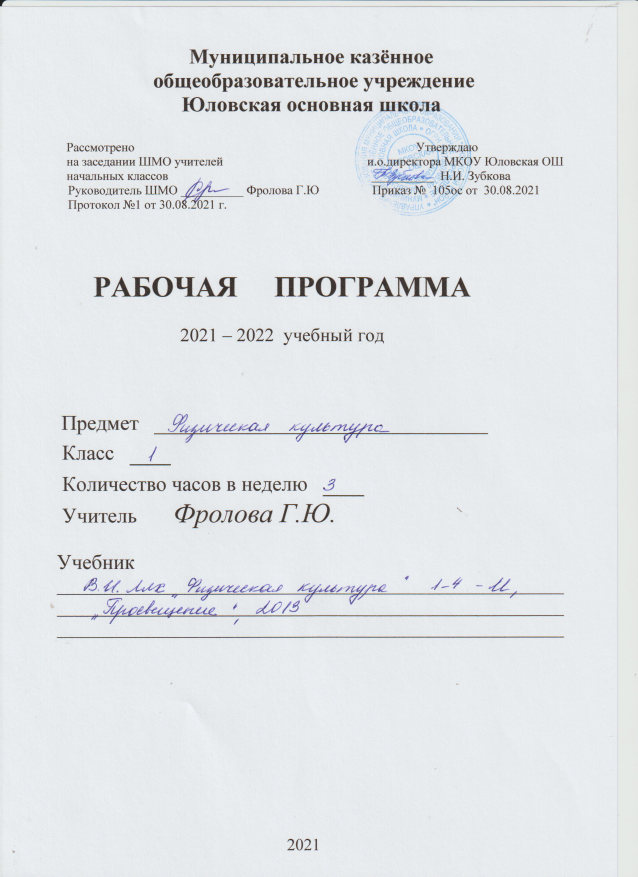 Муниципальное казённое
общеобразовательное учреждение
Юловская основная школа
Рассмотрено
на заседании ШМО учителей
начальных классов
Руководитель ШМО __________ Фролова Г.Ю
Протокол №1 от 30.08.2021 г.
Утверждаю
и.о.директора МКОУ Юловская ОШ
__________ Н.И. Зубкова
Приказ № 105ос от 30.08.2021
РАБОЧАЯ ПРОГРАММА
2021 – 2022 учебный год
Предмет Физическая культура
Класс 1
Количество часов в неделю 3
Учитель Фролова Г.Ю.
Учебник
В.И. Лях „Физическая культура" 1-4 - М,
„Просвещение", 2013
2021